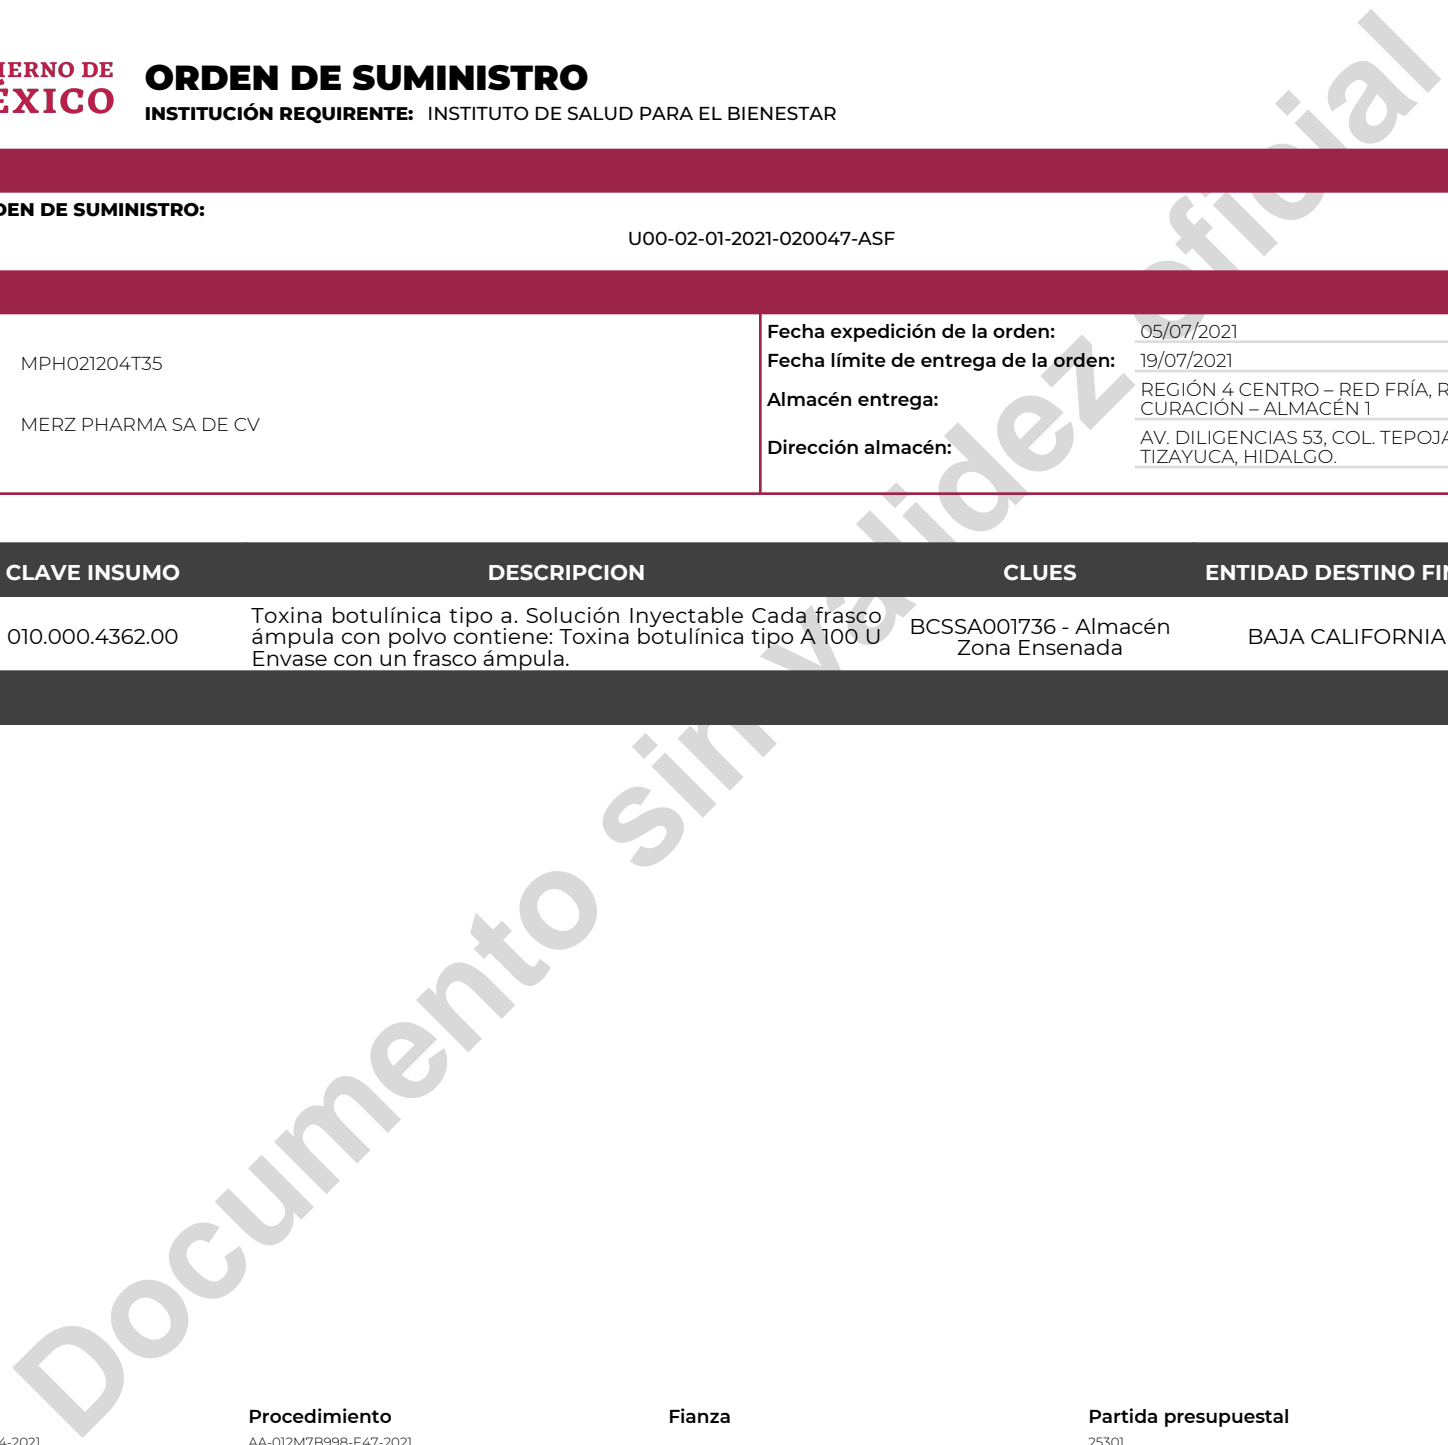 ORDEN DE SUMINISTRO
INSTITUCIÓN REQUIRENTE: INSTITUTO DE SALUD PARA EL BIENESTAR
DE
ÉXICO
DE SUMINISTRO:
U00-02-01-2021-020047-ASF
MPH021204T35
MERZ PHARMA SA DE CV
Fecha expedición de la orden: 05/07/2021
Fecha límite de entrega de la orden: 19/07/2021
Almacén entrega: REGIÓN 4 CENTRO – RED FRÍA,
CURACIÓN – ALMACÉN 1
Dirección almacén: AV. DILIGENCIAS 53, COL.
TIZAYUCA, HIDALGO.
CLAVE INSUMO DESCRIPCION CLUES ENTIDAD DESTINO
010.000.4362.00
Toxina botulínica tipo a. Solución Inyectable Cada frasco
ámpula con polvo contiene: Toxina botulínica tipo A 100 U
Envase con un frasco ámpula.
BCSSA001736 - Almacén
Zona Ensenada
BAJA CALIFORNIA
Documento sin validez oficial
Procedimiento Fianza Partida presupuestal
AA-012M7B998-E47-2021 25301